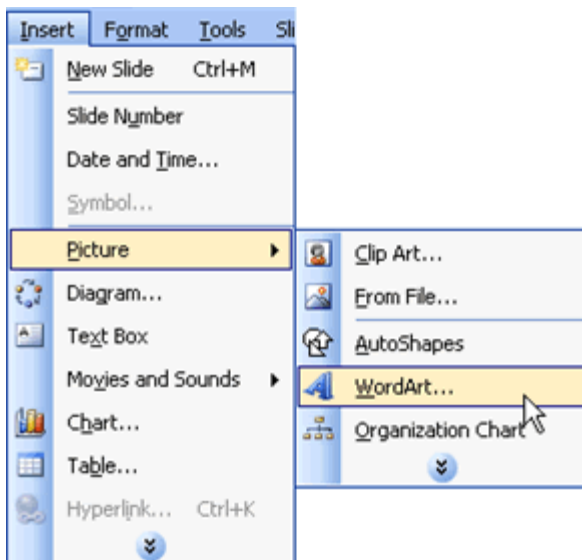 Insert Format Tools Sli
New Slide Ctrl+M
Slide Number
Date and Time...
Symbol...
Picture
Diagram...
Text Box
Movies and Sounds
Chart...
Table...
Hyperlink... Ctrl+K
Clip Art...
From File...
AutoShapes
WordArt...
Organization Chart